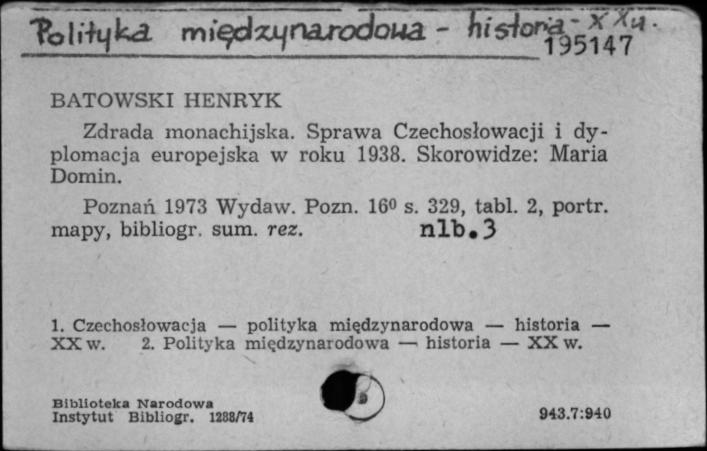 Polityka międzynarodowa - historia - XXw.
195147
BATOWSKI HENRYK
Zdrada monachijska. Sprawa Czechosłowacji i dy-
plomacja europejska w roku 1938. Skorowidze: Maria
Domin.
Poznań 1973 Wydaw. Pozn. 16⁰ s. 329, tabl. 2, portr.
mapy, bibliogr. sum. rez. nlb.3
1. Czechosłowacja — polityka międzynarodowa — historia —
XX w. 2. Polityka międzynarodowa — historia — XX w.
Biblioteka Narodowa
Instytut Bibliogr. 1288/74 943.7:940